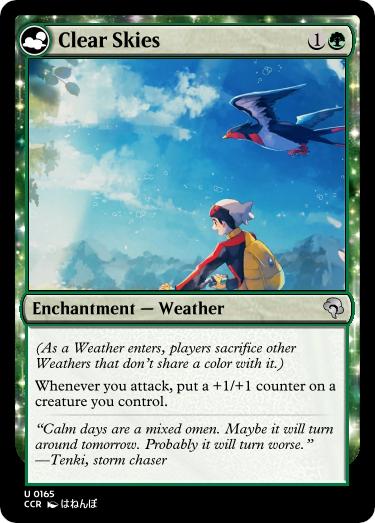 Clear Skies
1
Enchantment — Weather
(As a Weather enters, players sacrifice other
Weathers that don't share a color with it.)
Whenever you attack, put a +1/+1 counter on a
creature you control.
“Calm days are a mixed omen. Maybe it will turn
around tomorrow. Probably it will turn worse.”
—Tenki, storm chaser
U 0165
CCR はねんぼ